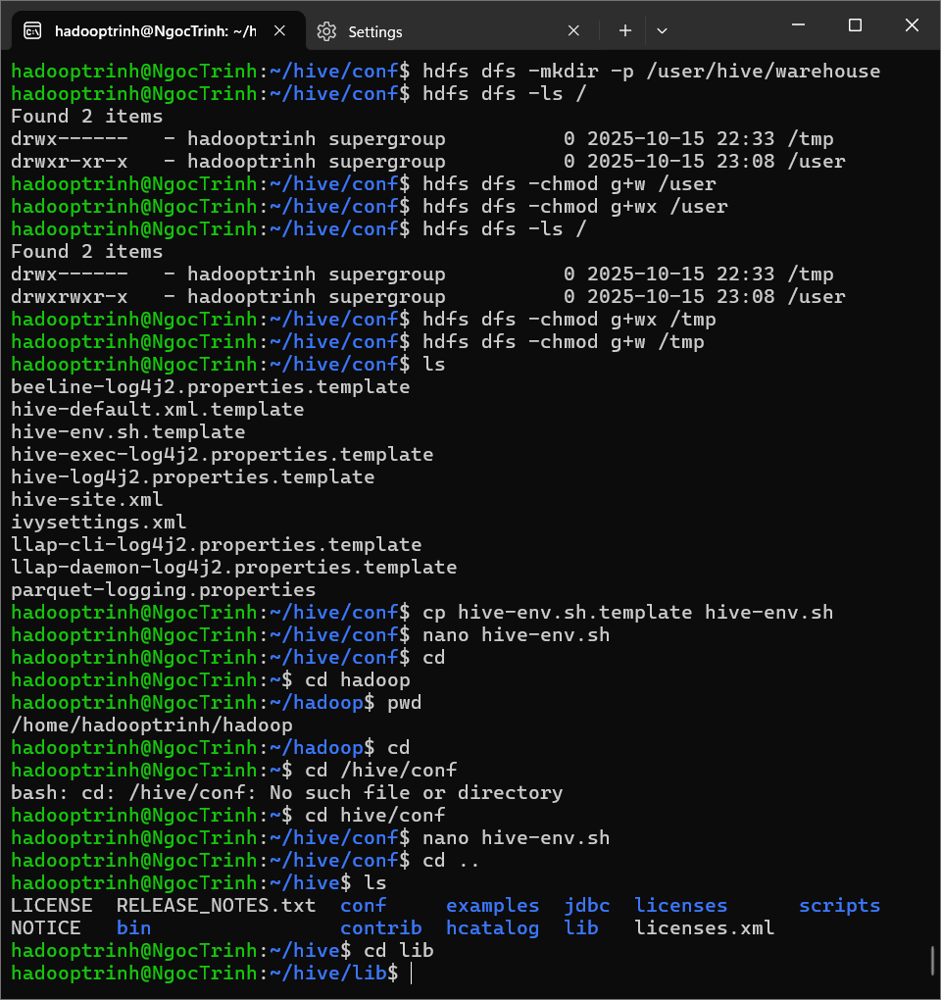 hadooptrinh@NgocTrinh: ~/h
Settings
hadooptrinh@NgocTrinh:~/hive/conf$ hdfs dfs -mkdir -p /user/hive/warehouse
hadooptrinh@NgocTrinh:~/hive/conf$ hdfs dfs -ls /
Found 2 items
drwx------   - hadooptrinh supergroup          0 2025-10-15 22:33 /tmp
drwxr-xr-x   - hadooptrinh supergroup          0 2025-10-15 23:08 /user
hadooptrinh@NgocTrinh:~/hive/conf$ hdfs dfs -chmod g+w /user
hadooptrinh@NgocTrinh:~/hive/conf$ hdfs dfs -chmod g+wx /user
hadooptrinh@NgocTrinh:~/hive/conf$ hdfs dfs -ls /
Found 2 items
drwx------   - hadooptrinh supergroup          0 2025-10-15 22:33 /tmp
drwxrwxr-x   - hadooptrinh supergroup          0 2025-10-15 23:08 /user
hadooptrinh@NgocTrinh:~/hive/conf$ hdfs dfs -chmod g+wx /tmp
hadooptrinh@NgocTrinh:~/hive/conf$ hdfs dfs -chmod g+w /tmp
hadooptrinh@NgocTrinh:~/hive/conf$ ls
beeline-log4j2.properties.template
hive-default.xml.template
hive-env.sh.template
hive-exec-log4j2.properties.template
hive-log4j2.properties.template
hive-site.xml
ivysettings.xml
llap-cli-log4j2.properties.template
llap-daemon-log4j2.properties.template
parquet-logging.properties
hadooptrinh@NgocTrinh:~/hive/conf$ cp hive-env.sh.template hive-env.sh
hadooptrinh@NgocTrinh:~/hive/conf$ nano hive-env.sh
hadooptrinh@NgocTrinh:~/hive/conf$ cd
hadooptrinh@NgocTrinh:~$ cd hadoop
hadooptrinh@NgocTrinh:~/hadoop$ pwd
/home/hadooptrinh/hadoop
hadooptrinh@NgocTrinh:~/hadoop$ cd
hadooptrinh@NgocTrinh:~$ cd /hive/conf
bash: cd: /hive/conf: No such file or directory
hadooptrinh@NgocTrinh:~$ cd hive/conf
hadooptrinh@NgocTrinh:~/hive/conf$ nano hive-env.sh
hadooptrinh@NgocTrinh:~/hive/conf$ cd ..
hadooptrinh@NgocTrinh:~/hive$ ls
LICENSE  RELEASE_NOTES.txt  conf     examples  jdbc  licenses      scripts
NOTICE   bin                contrib  hcatalog  lib   licenses.xml
hadooptrinh@NgocTrinh:~/hive$ cd lib
hadooptrinh@NgocTrinh:~/hive/lib$